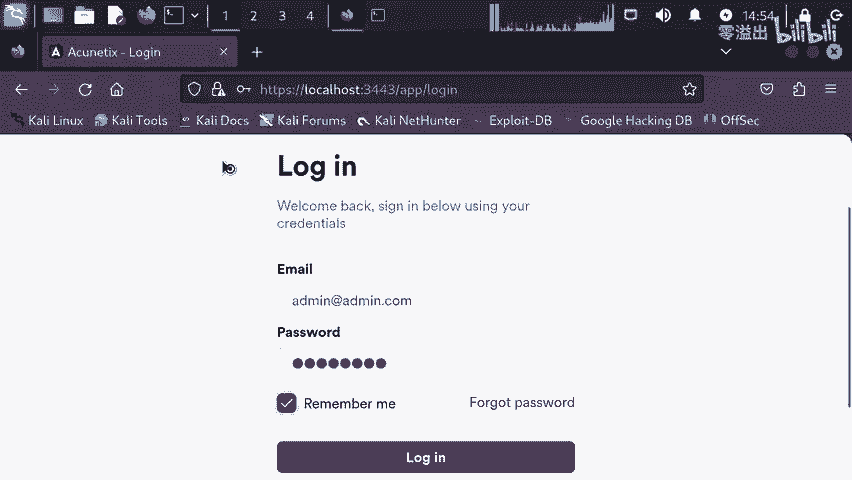 1 2 3 4 14:54
零溢出 bilibili
Acunetix - Login
https://localhost:3443/app/login
Kali Linux Kali Tools Kali Docs Kali Forums Kali NetHunter Exploit-DB Google Hacking DB OffSec
Log in
Welcome back, sign in below using your
credentials
Email
admin@admin.com
Password
Remember me Forgot password
Log in